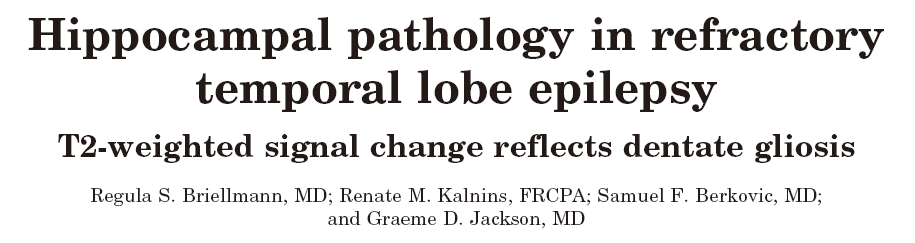 Hippocampal pathology in refractory
temporal lobe epilepsy
T2-weighted signal change reflects dentate gliosis
Regula S. Briellmann, MD; Renate M. Kalnins, FRCPA; Samuel F. Berkovic, MD;
and Graeme D. Jackson, MD